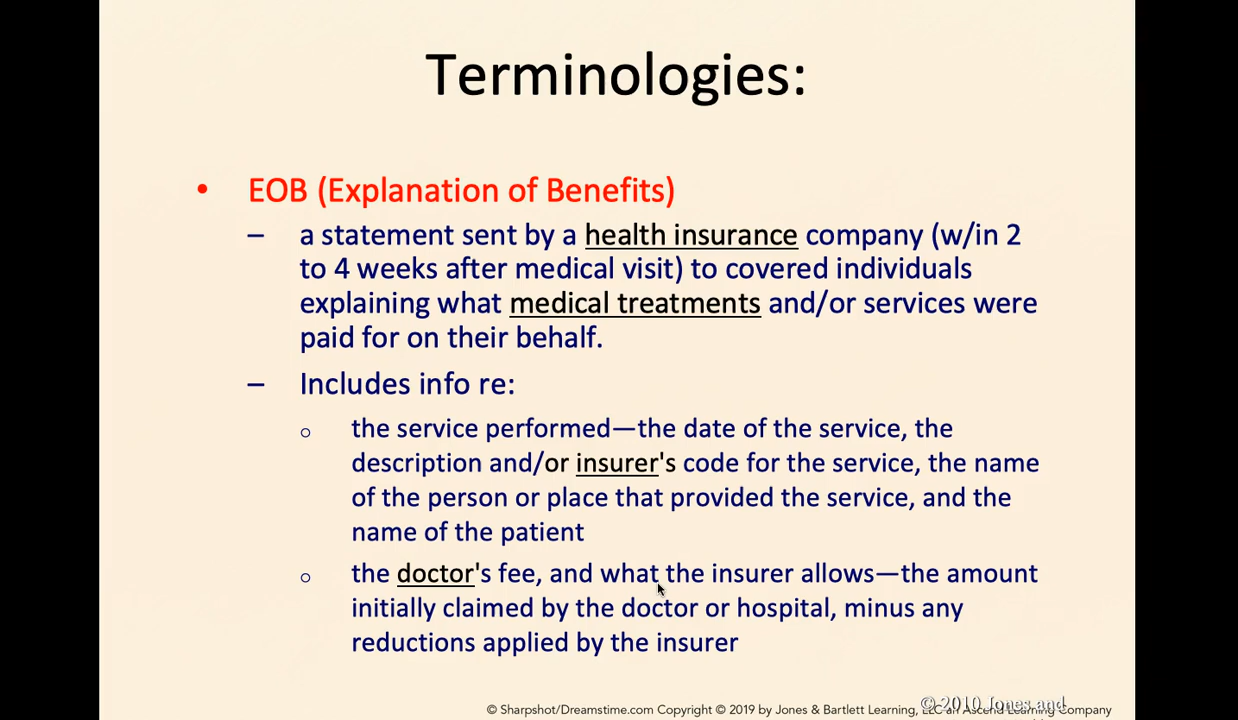 Terminologies:
• EOB (Explanation of Benefits)
– a statement sent by a health insurance company (w/in 2
to 4 weeks after medical visit) to covered individuals
explaining what medical treatments and/or services were
paid for on their behalf.
– Includes info re:
o the service performed—the date of the service, the
description and/or insurer's code for the service, the name
of the person or place that provided the service, and the
name of the patient
o the doctor's fee, and what the insurer allows—the amount
initially claimed by the doctor or hospital, minus any
reductions applied by the insurer
© Sharpshot/Dreamstime.com Copyright © 2019 by Jones & Bartlett Learning, LLC an Ascend Learning Company
© 2010 Jones and